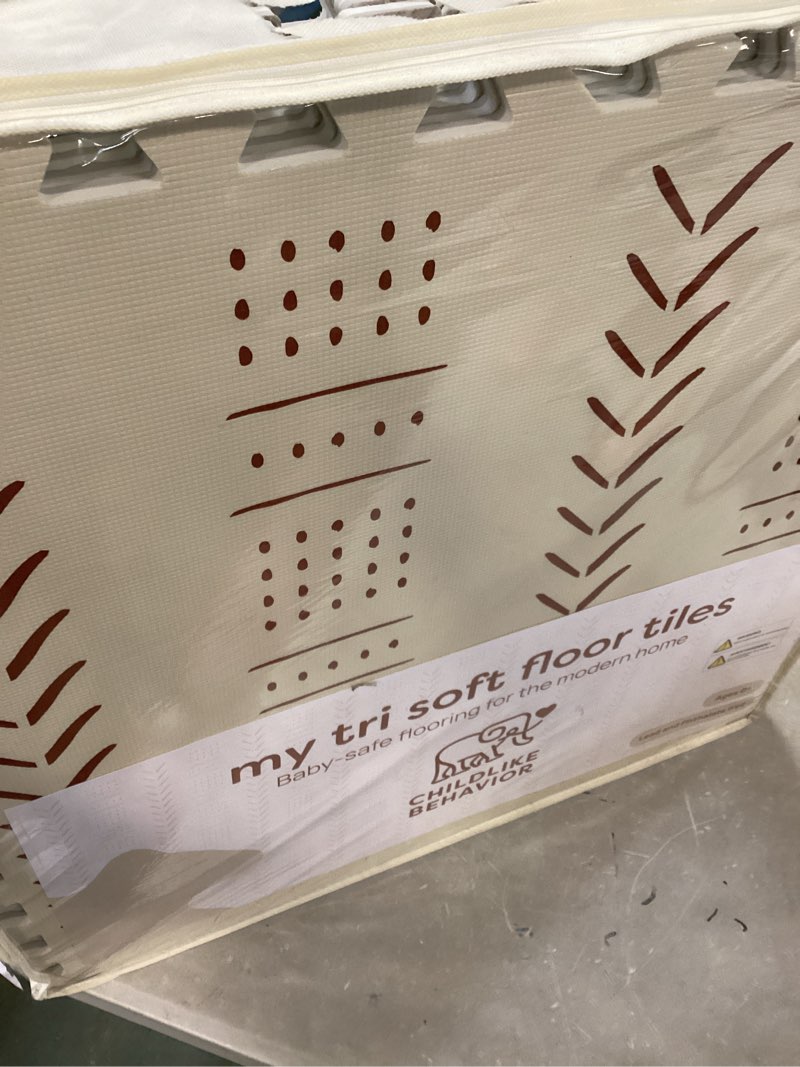 my tri soft floor tiles
Baby-safe flooring for the modern home
CHILDLIKE
BEHAVIOR